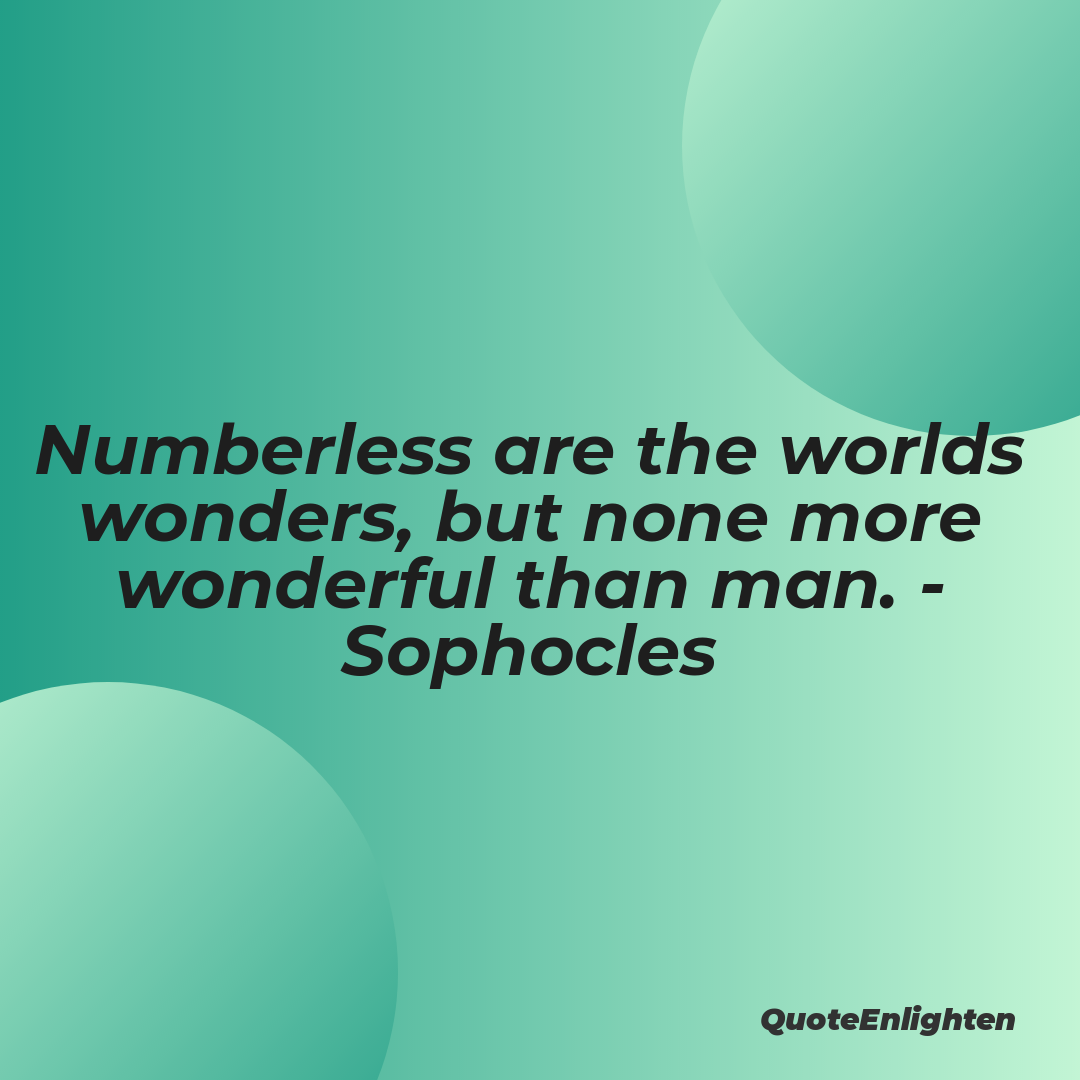 Numberless are the worlds
wonders, but none more
wonderful than man. -
Sophocles
QuoteEnlighten